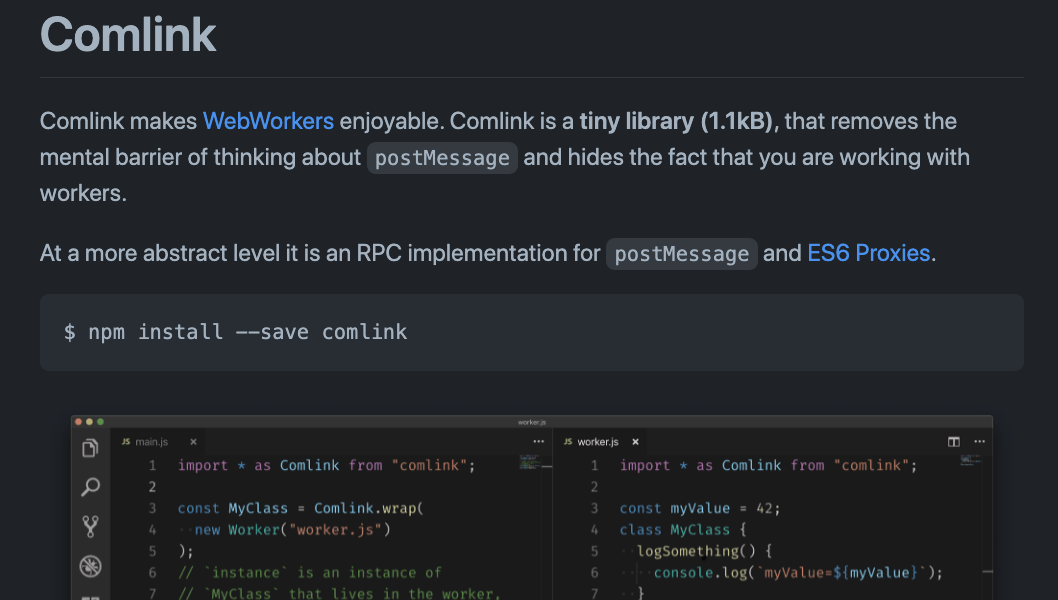 Comlink
Comlink makes WebWorkers enjoyable. Comlink is a tiny library (1.1kB), that removes the
mental barrier of thinking about postMessage and hides the fact that you are working with
workers.
At a more abstract level it is an RPC implementation for postMessage and ES6 Proxies.
$ npm install --save comlink
worker.js
JS main.js ×
1 import * as Comlink from "comlink";
2
3 const MyClass = Comlink.wrap(
4 ··new Worker("worker.js")
5 );
6 // `instance` is an instance of
7 // `MyClass` that lives in the worker,
JS worker.js ×
1 import * as Comlink from "comlink";
2
3 const myValue = 42;
4 class MyClass {
5 ··logSomething() {
6 ····console.log(`myValue=${myValue}`);
7 ··}